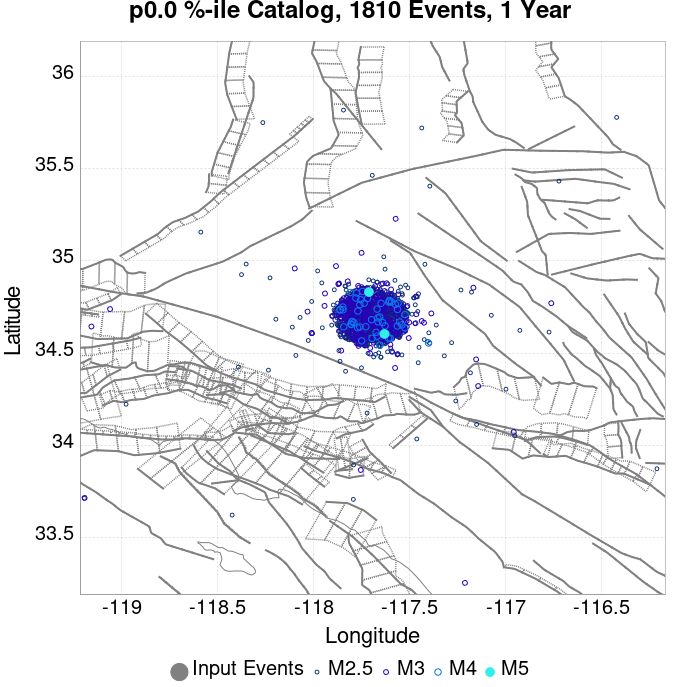 p0.0 %-ile Catalog, 1810 Events, 1 Year
36
35.5
35
34.5
34
33.5
Latitude
-119
-118.5
-118
-117.5
-117
-116.5
Longitude
Input Events
M2.5
M3
M4
M5